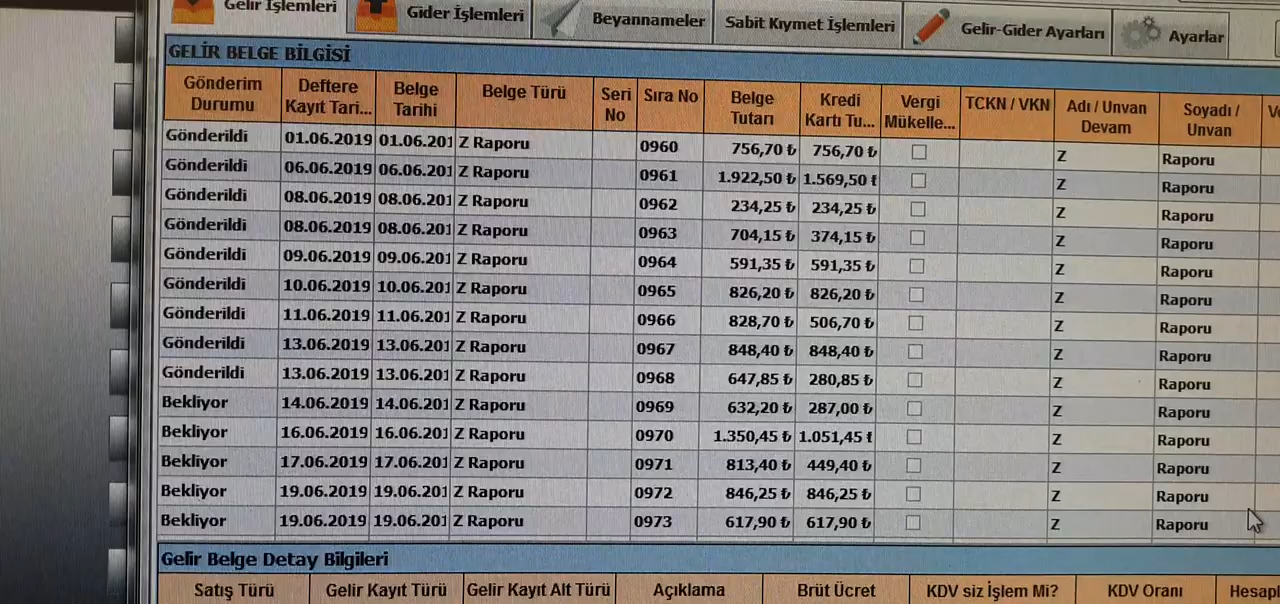 Gelir İşlemleri Gider İşlemleri Beyannameler Sabit Kıymet İşlemleri Gelir-Gider Ayarları Ayarlar
GELİR BELGE BİLGİSİ
Gönderim Durumu Deftere Kayıt Tari... Belge Tarihi Belge Türü Seri No Sıra No Belge Tutarı Kredi Kartı Tu... Vergi Mükelle... TCKN / VKN Adı / Unvan Devam Soyadı / Unvan
Gönderildi 01.06.2019 01.06.201 Z Raporu 0960 756,70 ₺ 756,70 ₺ Z Raporu
Gönderildi 06.06.2019 06.06.201 Z Raporu 0961 1.922,50 ₺ 1.569,50 ₺ Z Raporu
Gönderildi 08.06.2019 08.06.201 Z Raporu 0962 234,25 ₺ 234,25 ₺ Z Raporu
Gönderildi 08.06.2019 08.06.201 Z Raporu 0963 704,15 ₺ 374,15 ₺ Z Raporu
Gönderildi 09.06.2019 09.06.201 Z Raporu 0964 591,35 ₺ 591,35 ₺ Z Raporu
Gönderildi 10.06.2019 10.06.201 Z Raporu 0965 826,20 ₺ 826,20 ₺ Z Raporu
Gönderildi 11.06.2019 11.06.201 Z Raporu 0966 828,70 ₺ 506,70 ₺ Z Raporu
Gönderildi 13.06.2019 13.06.201 Z Raporu 0967 848,40 ₺ 848,40 ₺ Z Raporu
Gönderildi 13.06.2019 13.06.201 Z Raporu 0968 647,85 ₺ 280,85 ₺ Z Raporu
Bekliyor 14.06.2019 14.06.201 Z Raporu 0969 632,20 ₺ 287,00 ₺ Z Raporu
Bekliyor 16.06.2019 16.06.201 Z Raporu 0970 1.350,45 ₺ 1.051,45 ₺ Z Raporu
Bekliyor 17.06.2019 17.06.201 Z Raporu 0971 813,40 ₺ 449,40 ₺ Z Raporu
Bekliyor 19.06.2019 19.06.201 Z Raporu 0972 846,25 ₺ 846,25 ₺ Z Raporu
Bekliyor 19.06.2019 19.06.201 Z Raporu 0973 617,90 ₺ 617,90 ₺ Z Raporu
Gelir Belge Detay Bilgileri
Satış Türü Gelir Kayıt Türü Gelir Kayıt Alt Türü Açıklama Brüt Ücret KDV siz İşlem Mi? KDV Oranı Hesap